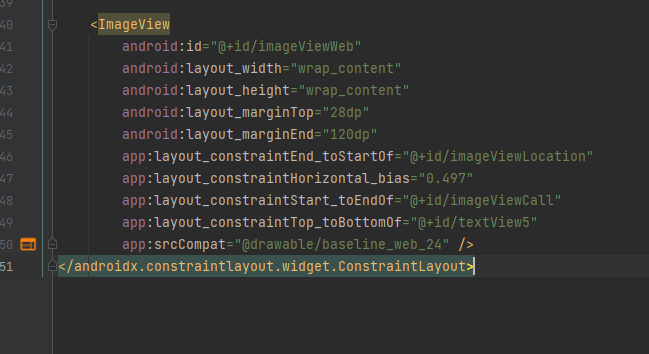 39
40 <ImageView
41 android:id="@+id/imageViewWeb"
42 android:layout_width="wrap_content"
43 android:layout_height="wrap_content"
44 android:layout_marginTop="28dp"
45 android:layout_marginEnd="120dp"
46 app:layout_constraintEnd_toStartOf="@+id/imageViewLocation"
47 app:layout_constraintHorizontal_bias="0.497"
48 app:layout_constraintStart_toEndOf="@+id/imageViewCall"
49 app:layout_constraintTop_toBottomOf="@+id/textView5"
50 app:srcCompat="@drawable/baseline_web_24" />
51 </androidx.constraintlayout.widget.ConstraintLayout>